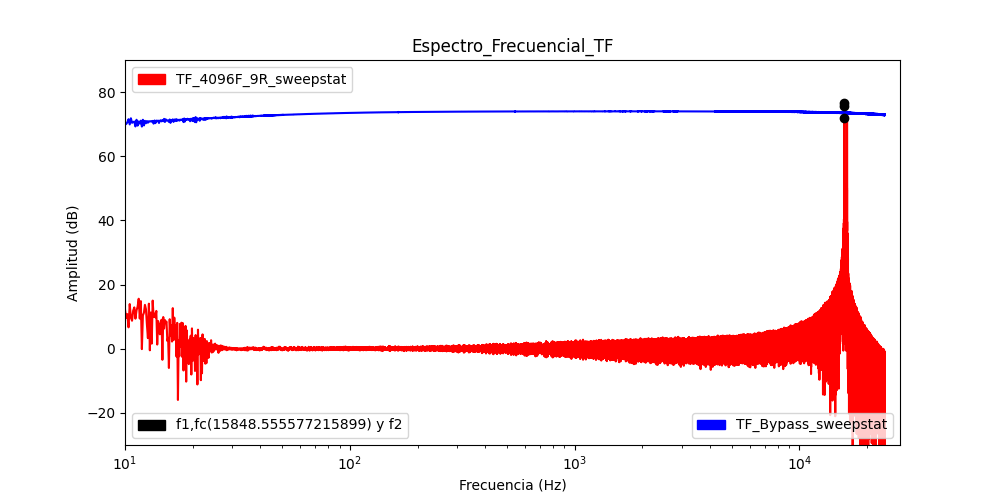 Espectro_Frecuencial_TF
TF_4096F_9R_sweepstat
80
60
40
20
0
−20
Amplitud (dB)
f1,fc(15848.555577215899) y f2
TF_Bypass_sweepstat
10¹ 10² 10³ 10⁴
Frecuencia (Hz)